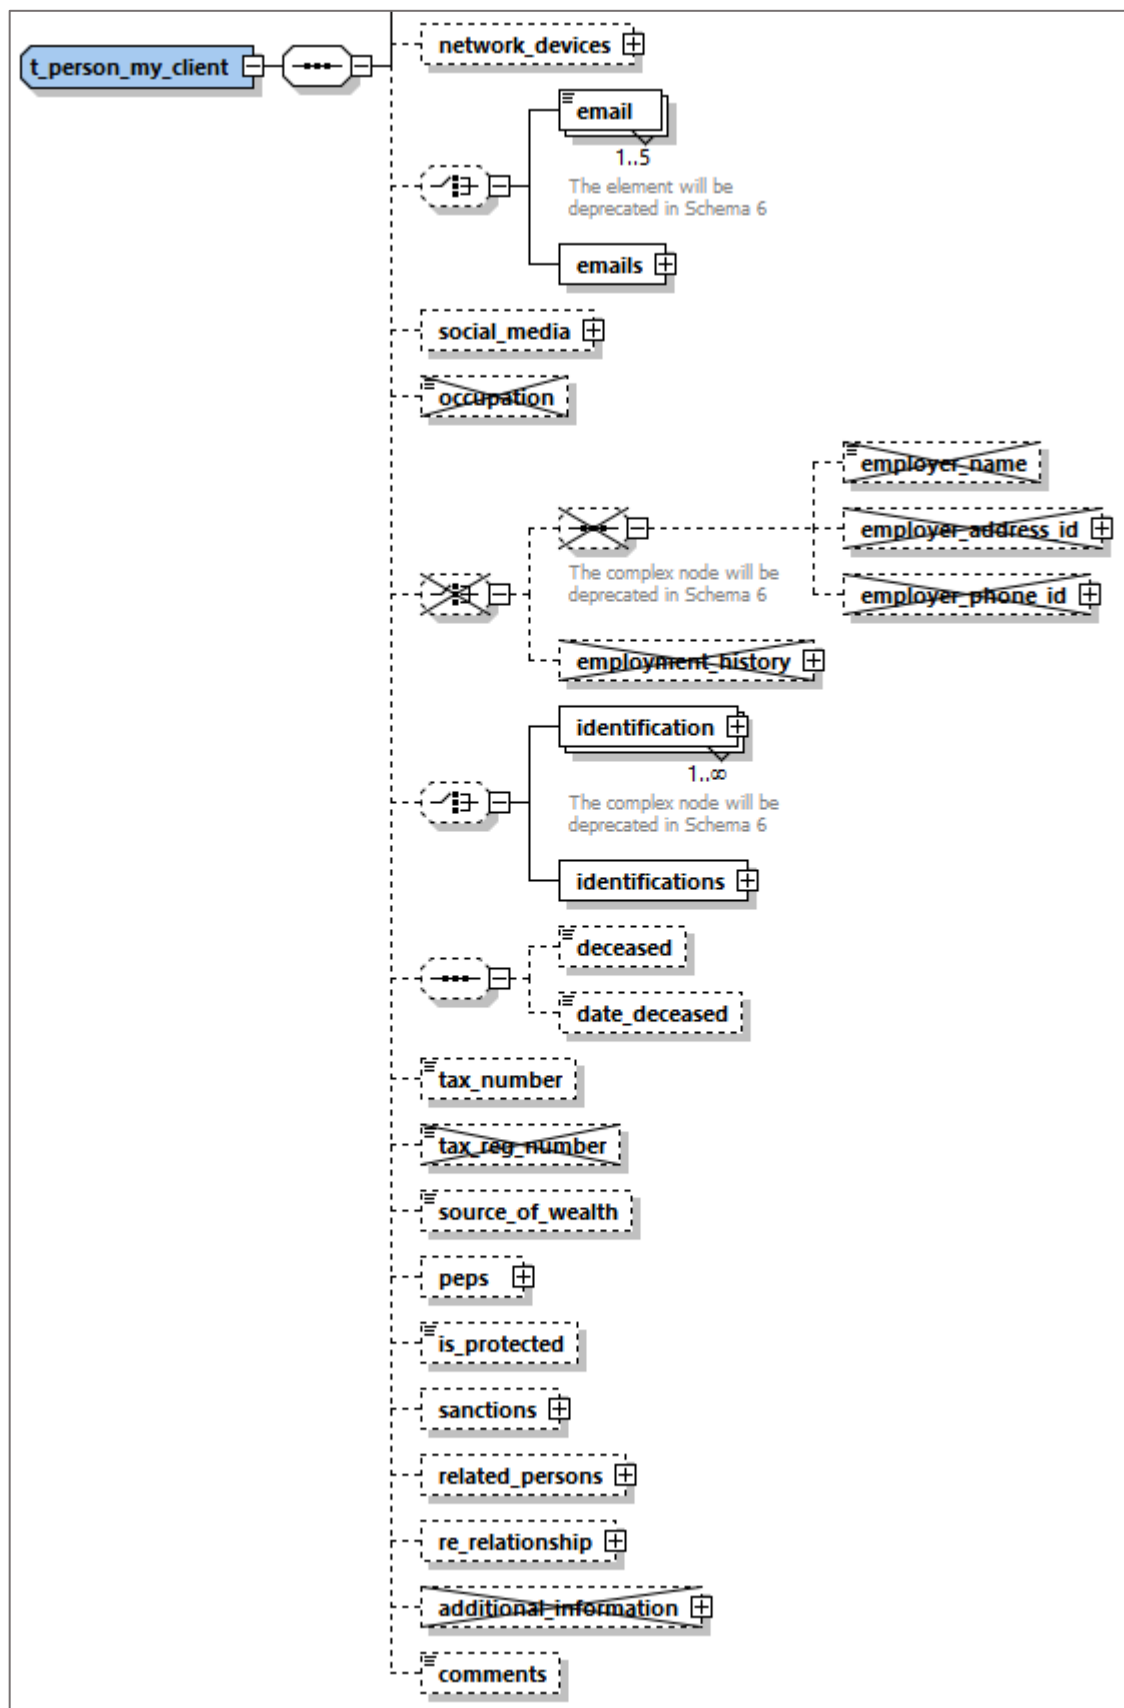 t_person_my_client
network_devices
email
1..5
The element will be
deprecated in Schema 6
emails
social_media
occupation
employer_name
employer_address_id
The complex node will be
deprecated in Schema 6
employer_phone_id
employment_history
identification
1..∞
The complex node will be
deprecated in Schema 6
identifications
deceased
date_deceased
tax_number
tax_reg_number
source_of_wealth
peps
is_protected
sanctions
related_persons
re_relationship
additional_information
comments